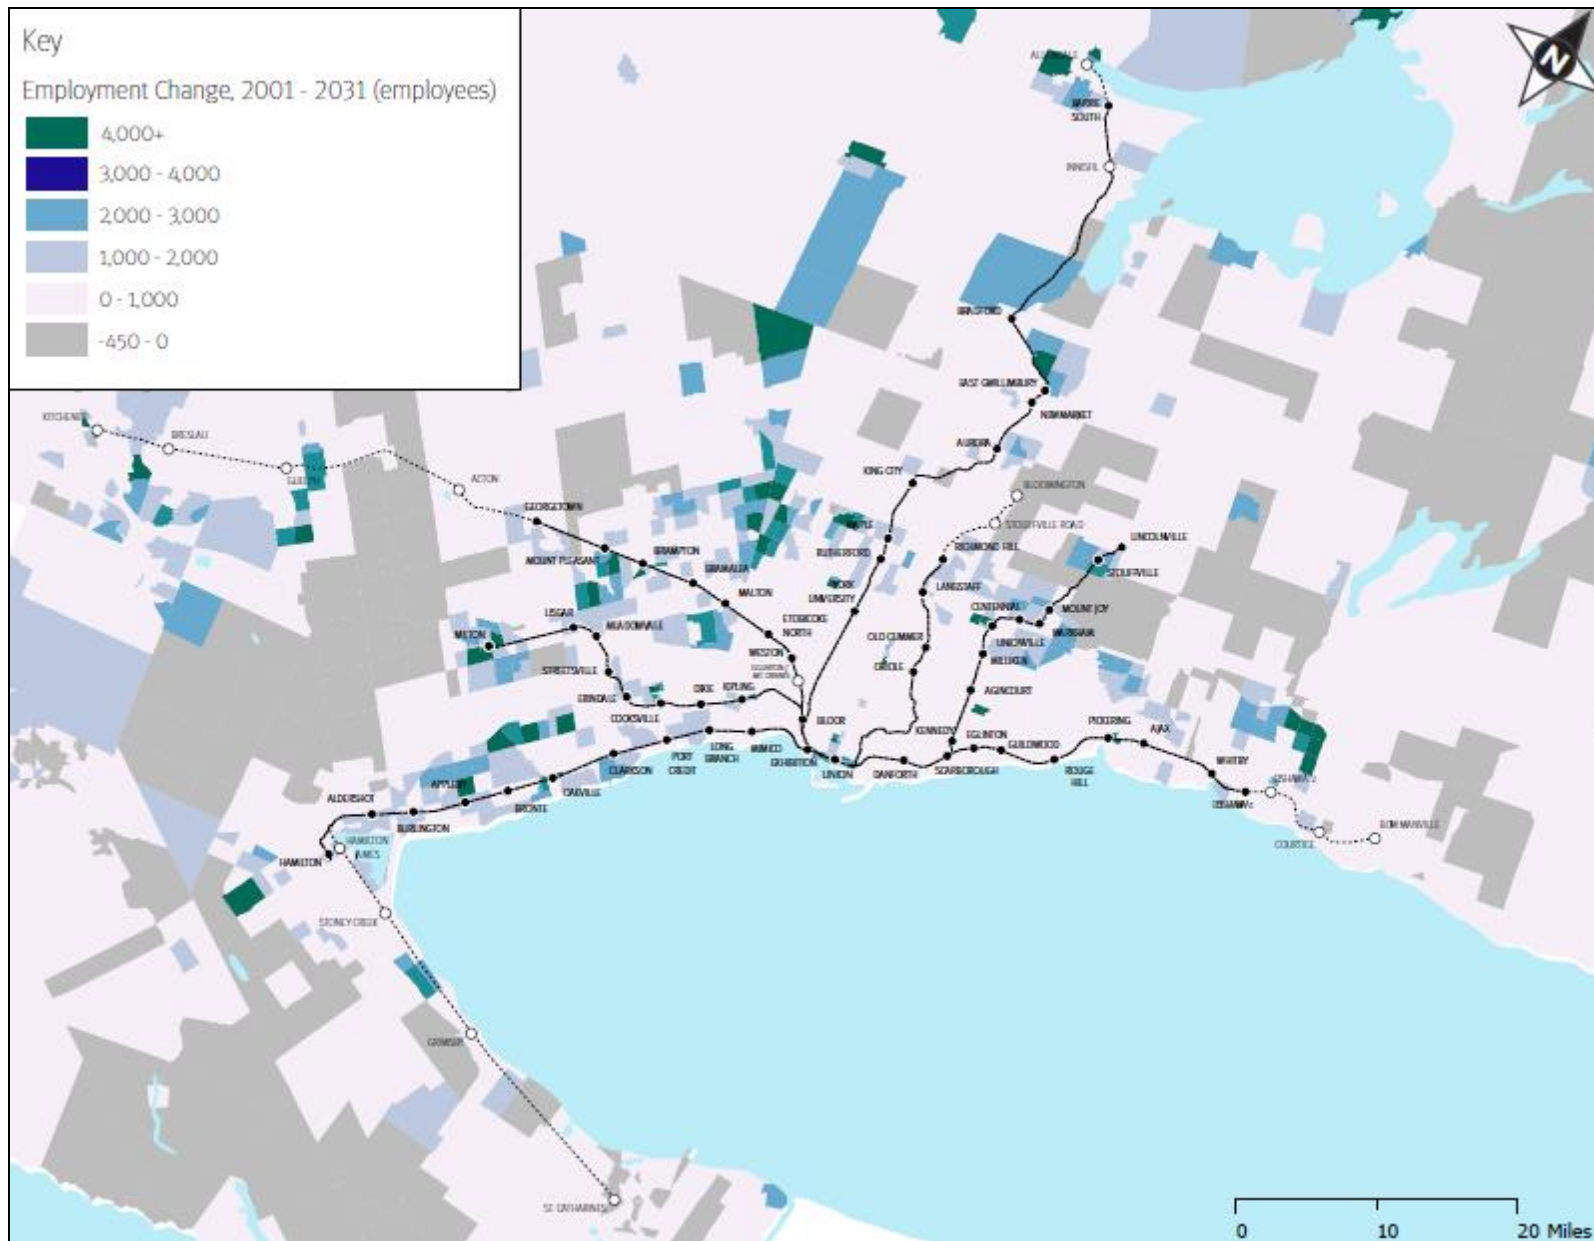 Key
Employment Change, 2001 - 2031 (employees)
4,000+
3,000 - 4,000
2,000 - 3,000
1,000 - 2,000
0 - 1,000
-450 - 0
N
BARRIE
SOUTH
INNISFIL
BRADFORD
EAST GWILLIMBURY
NEWMARKET
AURORA
KING CITY
BLOOMINGTON
STOUFFVILLE ROAD
KITCHENER
BRESLAU
GUELPH
ACTON
GEORGETOWN
MOUNT PLEASANT
BRAMPTON
BRAMALEA
MALTON
ETOBICOKE
NORTH
WESTON
MAPLE
RUTHERFORD
YORK
UNIVERSITY
RICHMOND HILL
LANGSTAFF
OLD CUMMER
ORIOLE
LINCOLNVILLE
STOUFFVILLE
MOUNT JOY
MARKHAM
CENTENNIAL
UNIONVILLE
MILLIKEN
AGINCOURT
KENNEDY
MILTON
LISGAR
MEADOWVALE
STREETSVILLE
ERINDALE
COOKSVILLE
DIXIE
KIPLING
BLOOR
EXHIBITION
UNION
DANFORTH
SCARBOROUGH
EGLINTON
GUILDWOOD
ROUGE
HILL
PICKERING
AJAX
WHITBY
COURTICE
BOWMANVILLE
MIMICO
LONG
BRANCH
PORT
CREDIT
CLARKSON
OAKVILLE
BRONTE
APPLEBY
BURLINGTON
ALDERSHOT
HAMILTON
HAMILTON
JAMES
STONEY CREEK
GRIMSBY
ST. CATHARINES
0 10 20 Miles